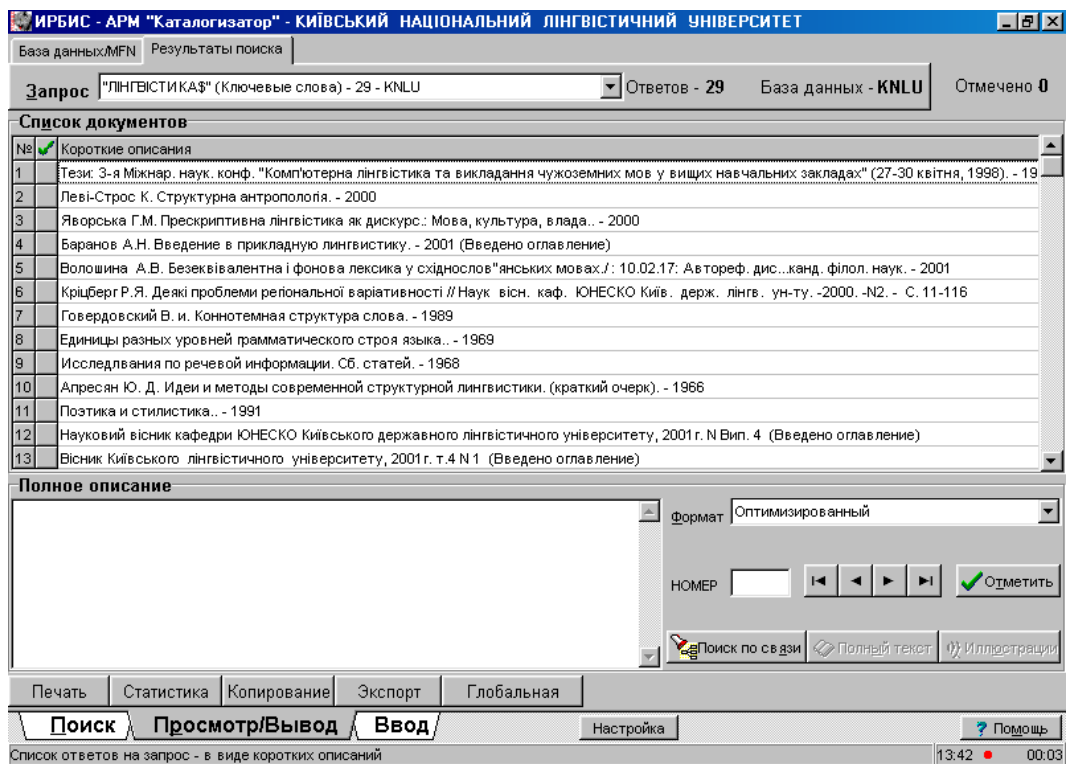 ИРБИС - АРМ "Каталогизатор" - КИЇВСЬКИЙ НАЦІОНАЛЬНИЙ ЛІНГВІСТИЧНИЙ УНІВЕРСИТЕТ
База данных/MFN Результаты поиска
Запрос "ЛІНГВІСТИКА$" (Ключевые слова) - 29 - KNLU Ответов - 29 База данных - KNLU Отмечено 0
Список документов
№ Короткие описания
1 Тези: 3-я Міжнар. наук. конф. "Комп'ютерна лінгвістика та викладання чужоземних мов у вищих навчальних закладах" (27-30 квітня, 1998). - 19
2 Леві-Строс К. Структурна антропологія. - 2000
3 Яворська Г.М. Прескриптивна лінгвістика як дискурс.: Мова, культура, влада.. - 2000
4 Баранов А.Н. Введение в прикладную лингвистику. - 2001 (Введено оглавление)
5 Волошина А.В. Безеквівалентна і фонова лексика у східнослов"янських мовах./ : 10.02.17: Автореф. дис...канд. філол. наук. - 2001
6 Кріцберг Р.Я. Деякі проблеми регіональної варіативності // Наук вісн. каф. ЮНЕСКО Київ. держ. лінгв. ун-ту. -2000. -N2. - С. 11-116
7 Говердовский В. и. Коннотемная структура слова. - 1989
8 Единицы разных уровней грамматического строя языка.. - 1969
9 Исследлвания по речевой информации. Сб. статей. - 1968
10 Апресян Ю. Д. Идеи и методы современной структурной лингвистики. (краткий очерк). - 1966
11 Поэтика и стилистика.. - 1991
12 Науковий вісник кафедри ЮНЕСКО Київського державного лінгвістичного університету, 2001 г. N Вип. 4 (Введено оглавление)
13 Вісник Київського лінгвістичного університету, 2001 г. т.4 N 1 (Введено оглавление)
Полное описание
Формат Оптимизированный
НОМЕР Отметить
Поиск по связи Полный текст Иллюстрации
Печать Статистика Копирование Экспорт Глобальная
Поиск Просмотр/Вывод Ввод Настройка ? Помощь
Список ответов на запрос - в виде коротких описаний 13:42 00:03